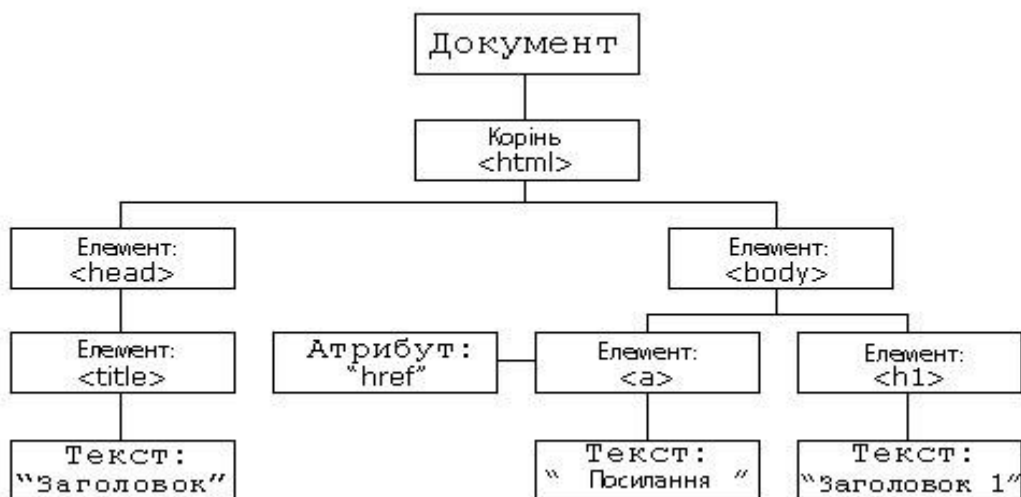 Документ
Корінь
<html>
Елемент:
<head>
Елемент:
<body>
Елемент:
<title>
Атрибут:
“href”
Елемент:
<a>
Елемент:
<h1>
Текст:
“Заголовок”
Текст:
“ Посилання ”
Текст:
“Заголовок 1”